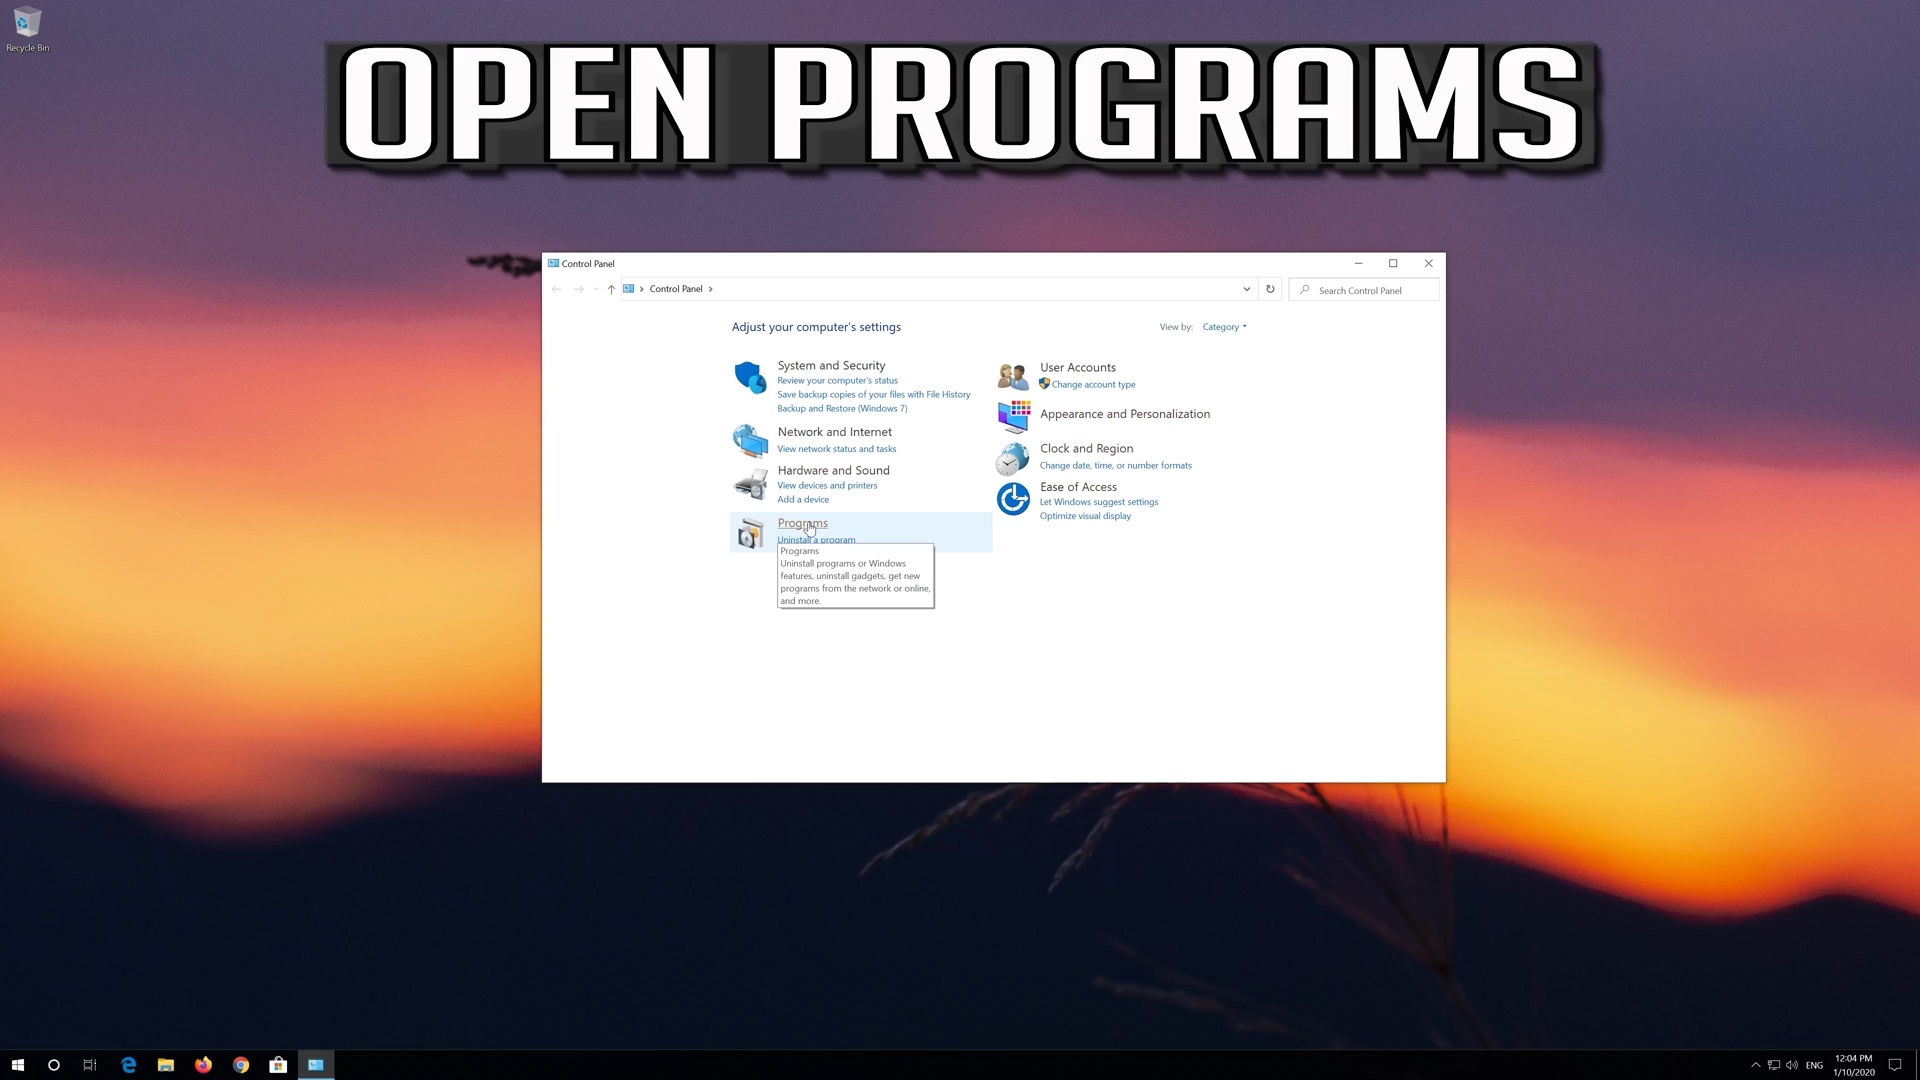 Recycle Bin
OPEN PROGRAMS
Control Panel
Control Panel
Search Control Panel
Adjust your computer's settings
View by: Category
System and Security
Review your computer's status
Save backup copies of your files with File History
Backup and Restore (Windows 7)
Network and Internet
View network status and tasks
Hardware and Sound
View devices and printers
Add a device
Programs
Uninstall a program
Programs
Uninstall programs or Windows
features, uninstall gadgets, get new
programs from the network or online,
and more.
User Accounts
Change account type
Appearance and Personalization
Clock and Region
Change date, time, or number formats
Ease of Access
Let Windows suggest settings
Optimize visual display
ENG
12:04 PM
1/10/2020